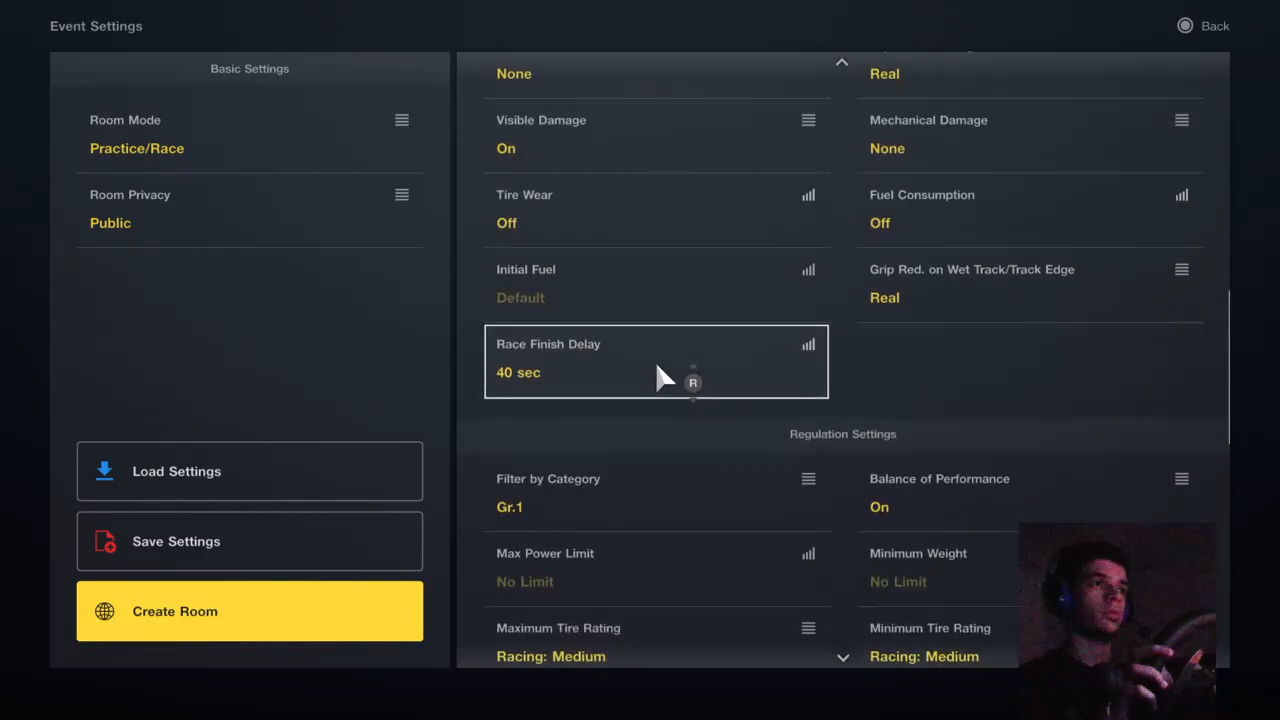 Event Settings
Back
Basic Settings
Room Mode
Practice/Race
Room Privacy
Public
Load Settings
Save Settings
Create Room
None
Real
Visible Damage
On
Mechanical Damage
None
Tire Wear
Off
Fuel Consumption
Off
Initial Fuel
Default
Grip Red. on Wet Track/Track Edge
Real
Race Finish Delay
40 sec
R
Regulation Settings
Filter by Category
Gr.1
Balance of Performance
On
Max Power Limit
No Limit
Minimum Weight
No Limit
Maximum Tire Rating
Racing: Medium
Minimum Tire Rating
Racing: Medium